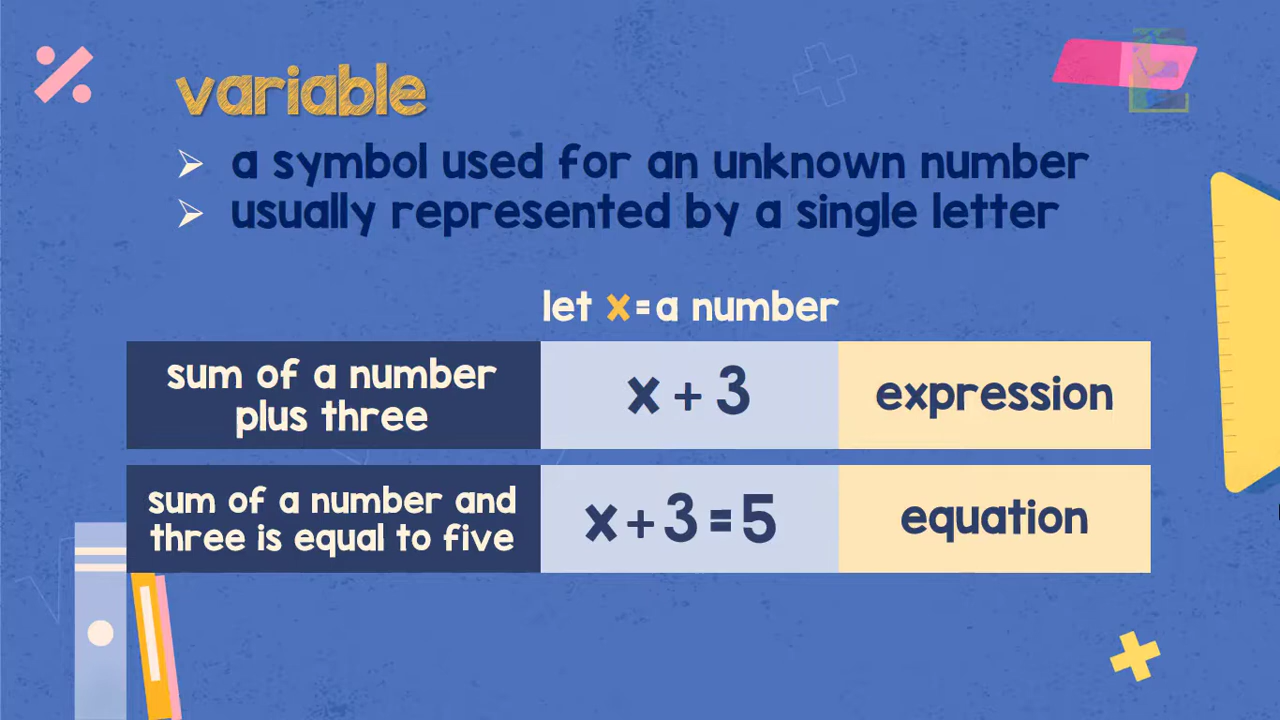 variable
a symbol used for an unknown number
usually represented by a single letter
let x=a number
sum of a number
plus three
x + 3
expression
sum of a number and
three is equal to five
x+3=5
equation